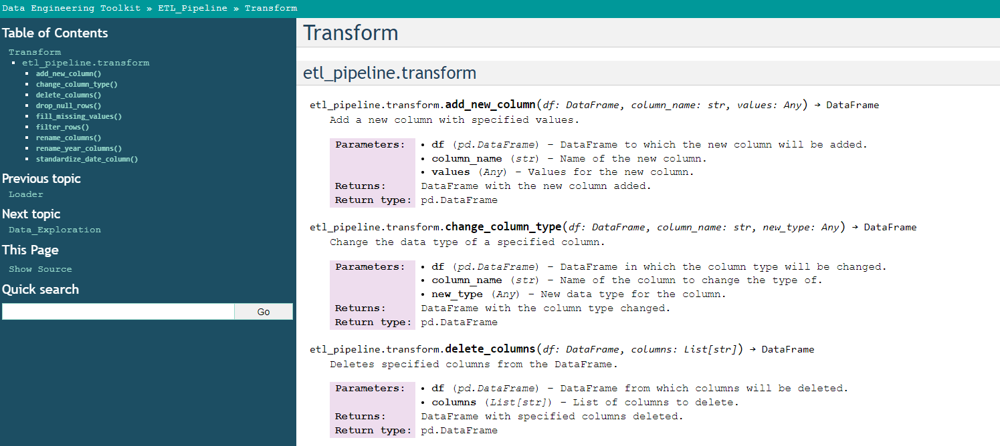 Data Engineering Toolkit » ETL_Pipeline » Transform
Table of Contents
Transform
▪ etl_pipeline.transform
▪ add_new_column()
▪ change_column_type()
▪ delete_columns()
▪ drop_null_rows()
▪ fill_missing_values()
▪ filter_rows()
▪ rename_columns()
▪ rename_year_columns()
▪ standardize_date_column()
Previous topic
Loader
Next topic
Data_Exploration
This Page
Show Source
Quick search
Go
Transform
etl_pipeline.transform
etl_pipeline.transform.add_new_column(df: DataFrame, column_name: str, values: Any) → DataFrame
Add a new column with specified values.
Parameters: • df (pd.DataFrame) – DataFrame to which the new column will be added.
• column_name (str) – Name of the new column.
• values (Any) – Values for the new column.
Returns: DataFrame with the new column added.
Return type: pd.DataFrame
etl_pipeline.transform.change_column_type(df: DataFrame, column_name: str, new_type: Any) → DataFrame
Change the data type of a specified column.
Parameters: • df (pd.DataFrame) – DataFrame in which the column type will be changed.
• column_name (str) – Name of the column to change the type of.
• new_type (Any) – New data type for the column.
Returns: DataFrame with the column type changed.
Return type: pd.DataFrame
etl_pipeline.transform.delete_columns(df: DataFrame, columns: List[str]) → DataFrame
Deletes specified columns from the DataFrame.
Parameters: • df (pd.DataFrame) – DataFrame from which columns will be deleted.
• columns (List[str]) – List of columns to delete.
Returns: DataFrame with specified columns deleted.
Return type: pd.DataFrame